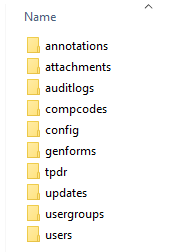 Name
annotations
attachments
auditlogs
compcodes
config
genforms
tpdr
updates
usergroups
users